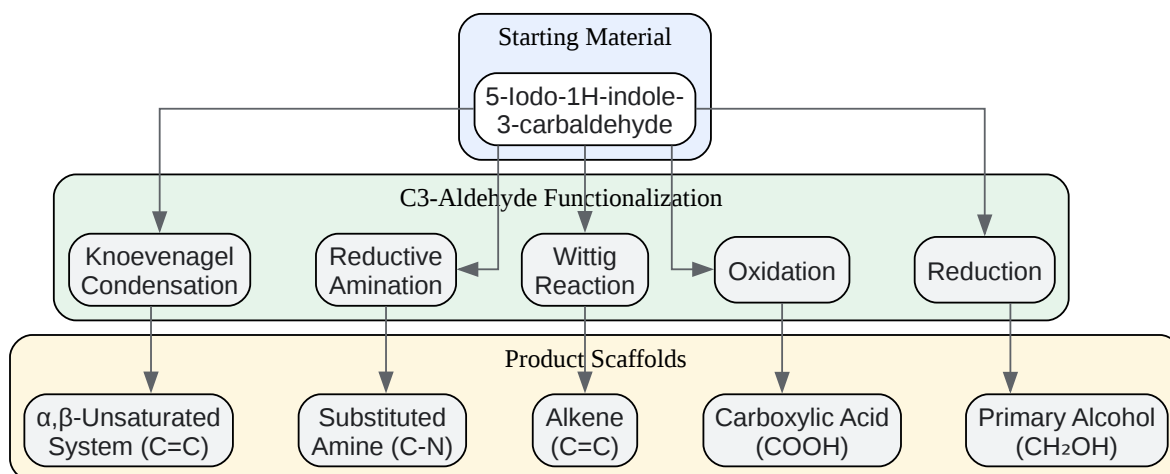 Starting Material
5-Iodo-1H-indole-
3-carbaldehyde
C3-Aldehyde Functionalization
Knoevenagel
Condensation
Reductive
Amination
Wittig
Reaction
Oxidation
Reduction
Product Scaffolds
α,β-Unsaturated
System (C=C)
Substituted
Amine (C-N)
Alkene
(C=C)
Carboxylic Acid
(COOH)
Primary Alcohol
(CH₂OH)